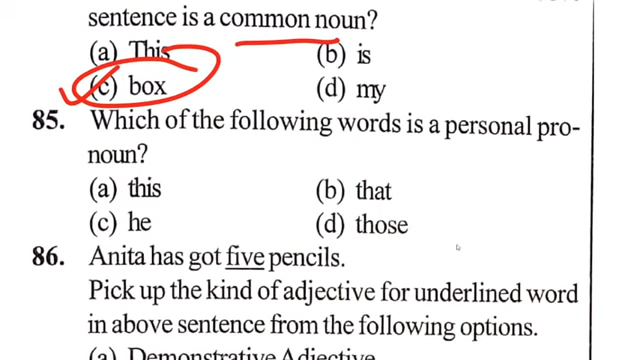 sentence is a common noun?
(a) This (b) is
(c) box (d) my
85. Which of the following words is a personal pro-
noun?
(a) this (b) that
(c) he (d) those
86. Anita has got five pencils.
Pick up the kind of adjective for underlined word
in above sentence from the following options.
(a) Demonstrative Adjective